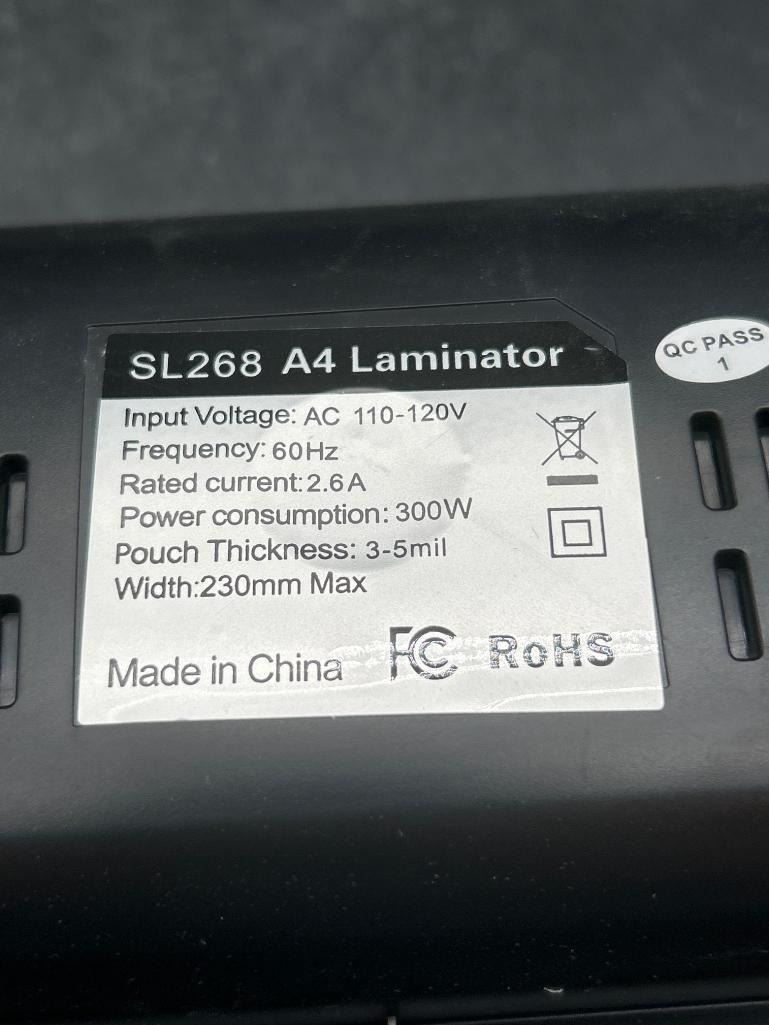 SL268 A4 Laminator
QC PASS
1
Input Voltage: AC 110-120V
Frequency: 60Hz
Rated current:2.6A
Power consumption: 300W
Pouch Thickness: 3-5mil
Width:230mm Max
Made in China FC RoHS